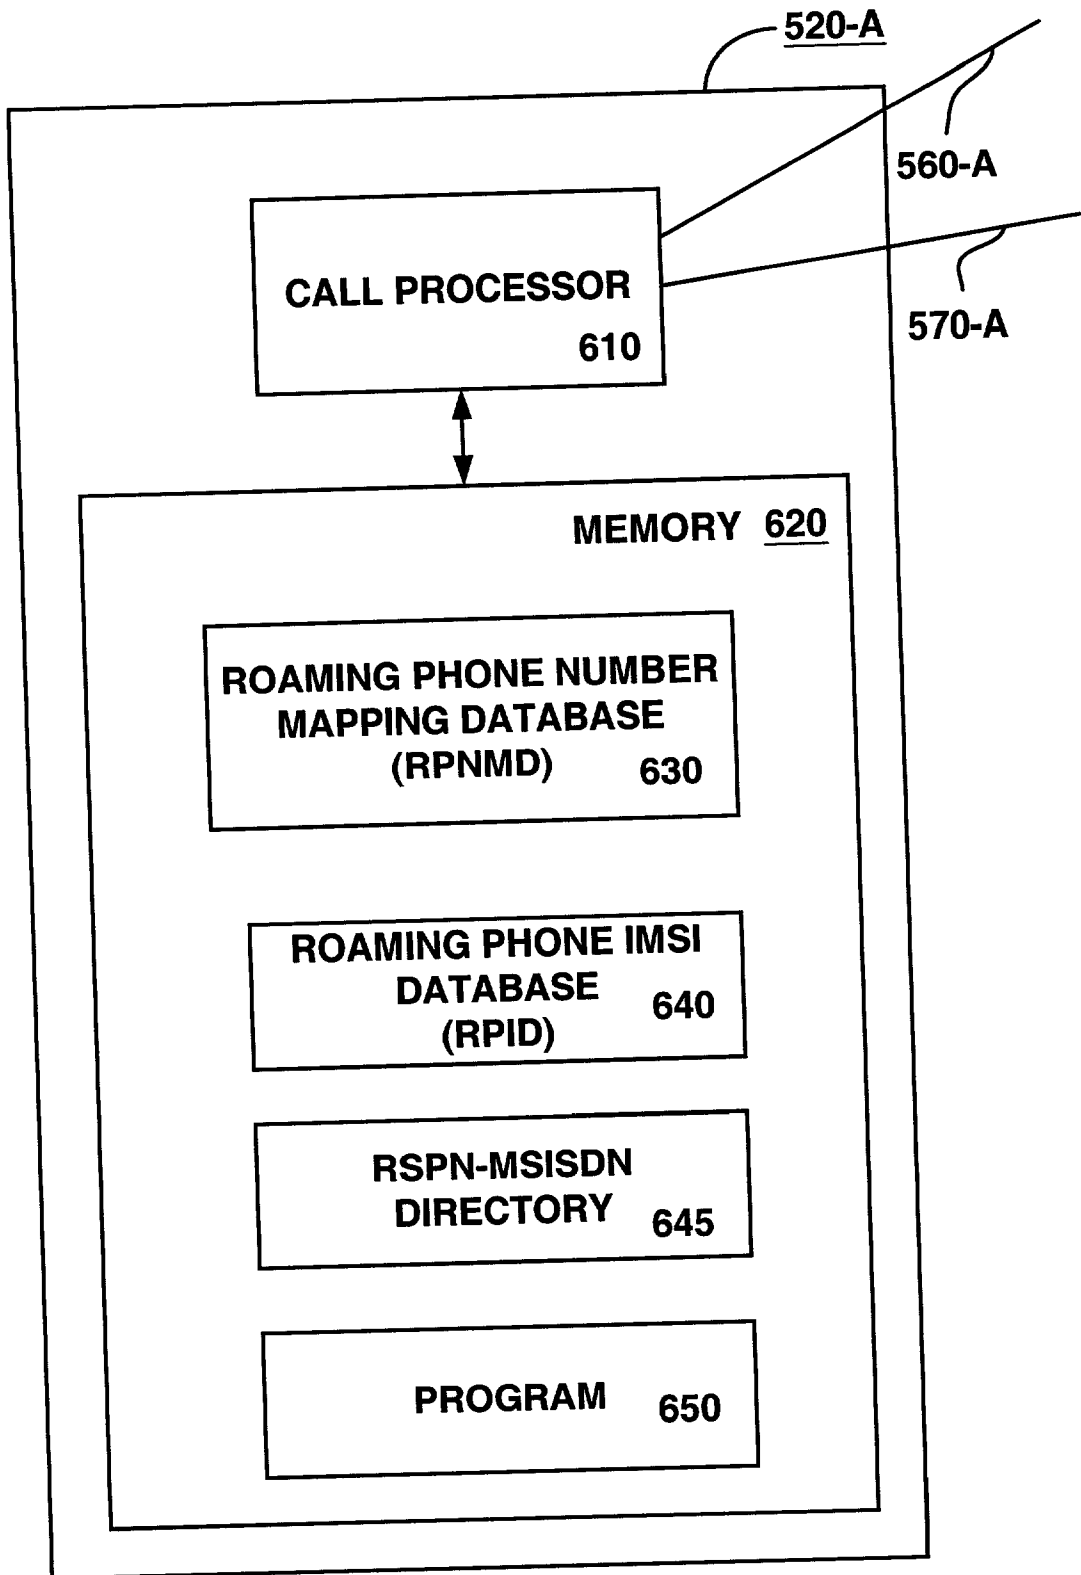 520-A
560-A
570-A
CALL PROCESSOR
610
MEMORY 620
ROAMING PHONE NUMBER
MAPPING DATABASE
(RPNMD) 630
ROAMING PHONE IMSI
DATABASE
(RPID) 640
RSPN-MSISDN
DIRECTORY 645
PROGRAM 650